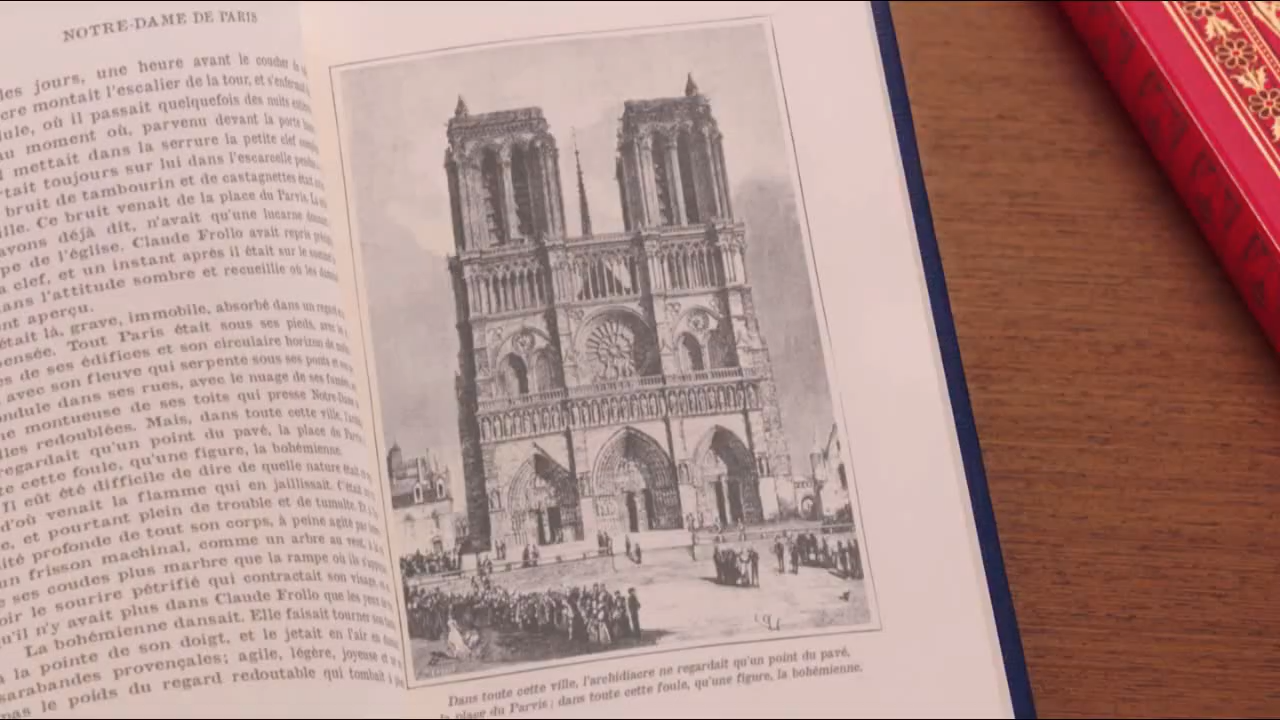 NOTRE-DAME DE PARIS
les jours, une heure avant le coucher
cre montait l'escalier de la tour, et s'enfermait
lule, où il passait quelquefois des nuits
au moment où, parvenu devant la porte
mettait dans la serrure la petite clef
rtait toujours sur lui dans l'escarcelle
bruit de tambourin et de castagnettes était
ille. Ce bruit venait de la place du Parvis. La
avons déjà dit, n'avait qu'une lucarne
pe de l'église. Claude Frollo avait repris
a clef, et un instant après il était sur le
ans l'attitude sombre et recueillie où les
nt aperçu.
était là, grave, immobile, absorbé dans un regard
ensée. Tout Paris était sous ses pieds, avec
s de ses édifices et son circulaire horizon de
avec son fleuve qui serpente sous ses ponts et
ondule dans ses rues, avec le nuage de ses
ne montueuse de ses toits qui presse Notre-Dame
lles redoublées. Mais, dans toute cette ville,
regardait qu'un point du pavé, la place du
te cette foule, qu'une figure, la bohémienne.
Il eût été difficile de dire de quelle nature était
d'où venait la flamme qui en jaillissait. C'était
e, et pourtant plein de trouble et de tumulte. Et
ité profonde de tout son corps, à peine agité par
un frisson machinal, comme un arbre au vent,
e ses coudes plus marbre que la rampe où ils
oir le sourire pétrifié qui contractait son visage,
qu'il n'y avait plus dans Claude Frollo que les yeux
La bohémienne dansait. Elle faisait tourner son
à la pointe de son doigt, et le jetait en l'air en
sarabandes provençales; agile, légère, joyeuse et
pas le poids du regard redoutable qui tombait
Dans toute cette ville, l'archidiacre ne regardait qu'un point du pavé,
la place du Parvis; dans toute cette foule, qu'une figure, la bohémienne.